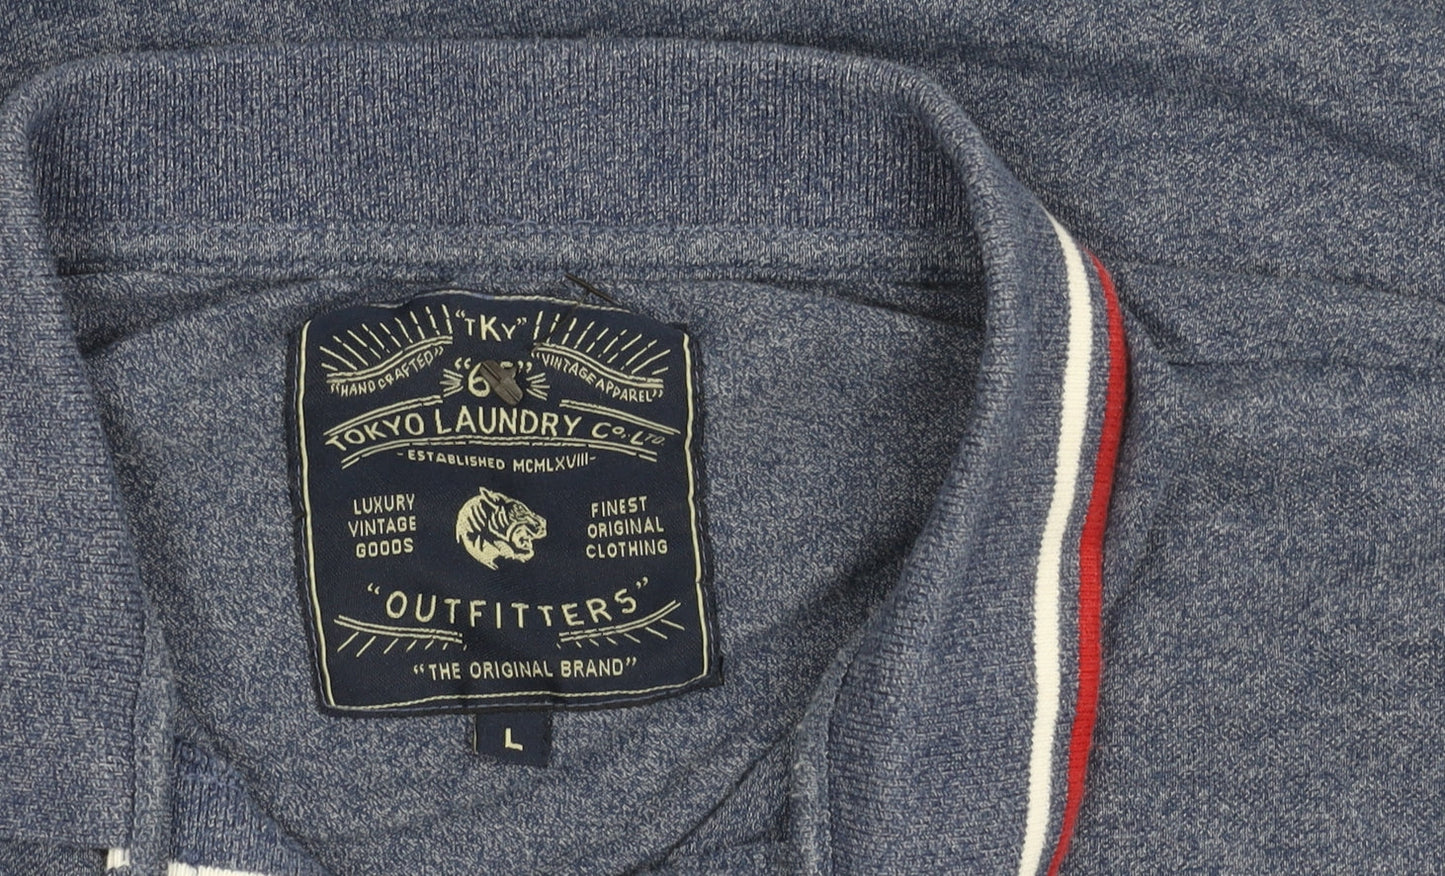 "TKY"
"HAND CRAFTED"
"VINTAGE APPAREL"
TOKYO LAUNDRY Co. LTD.
- ESTABLISHED MCMLXVIII -
LUXURY
VINTAGE
GOODS
FINEST
ORIGINAL
CLOTHING
"OUTFITTERS"
"THE ORIGINAL BRAND"
L